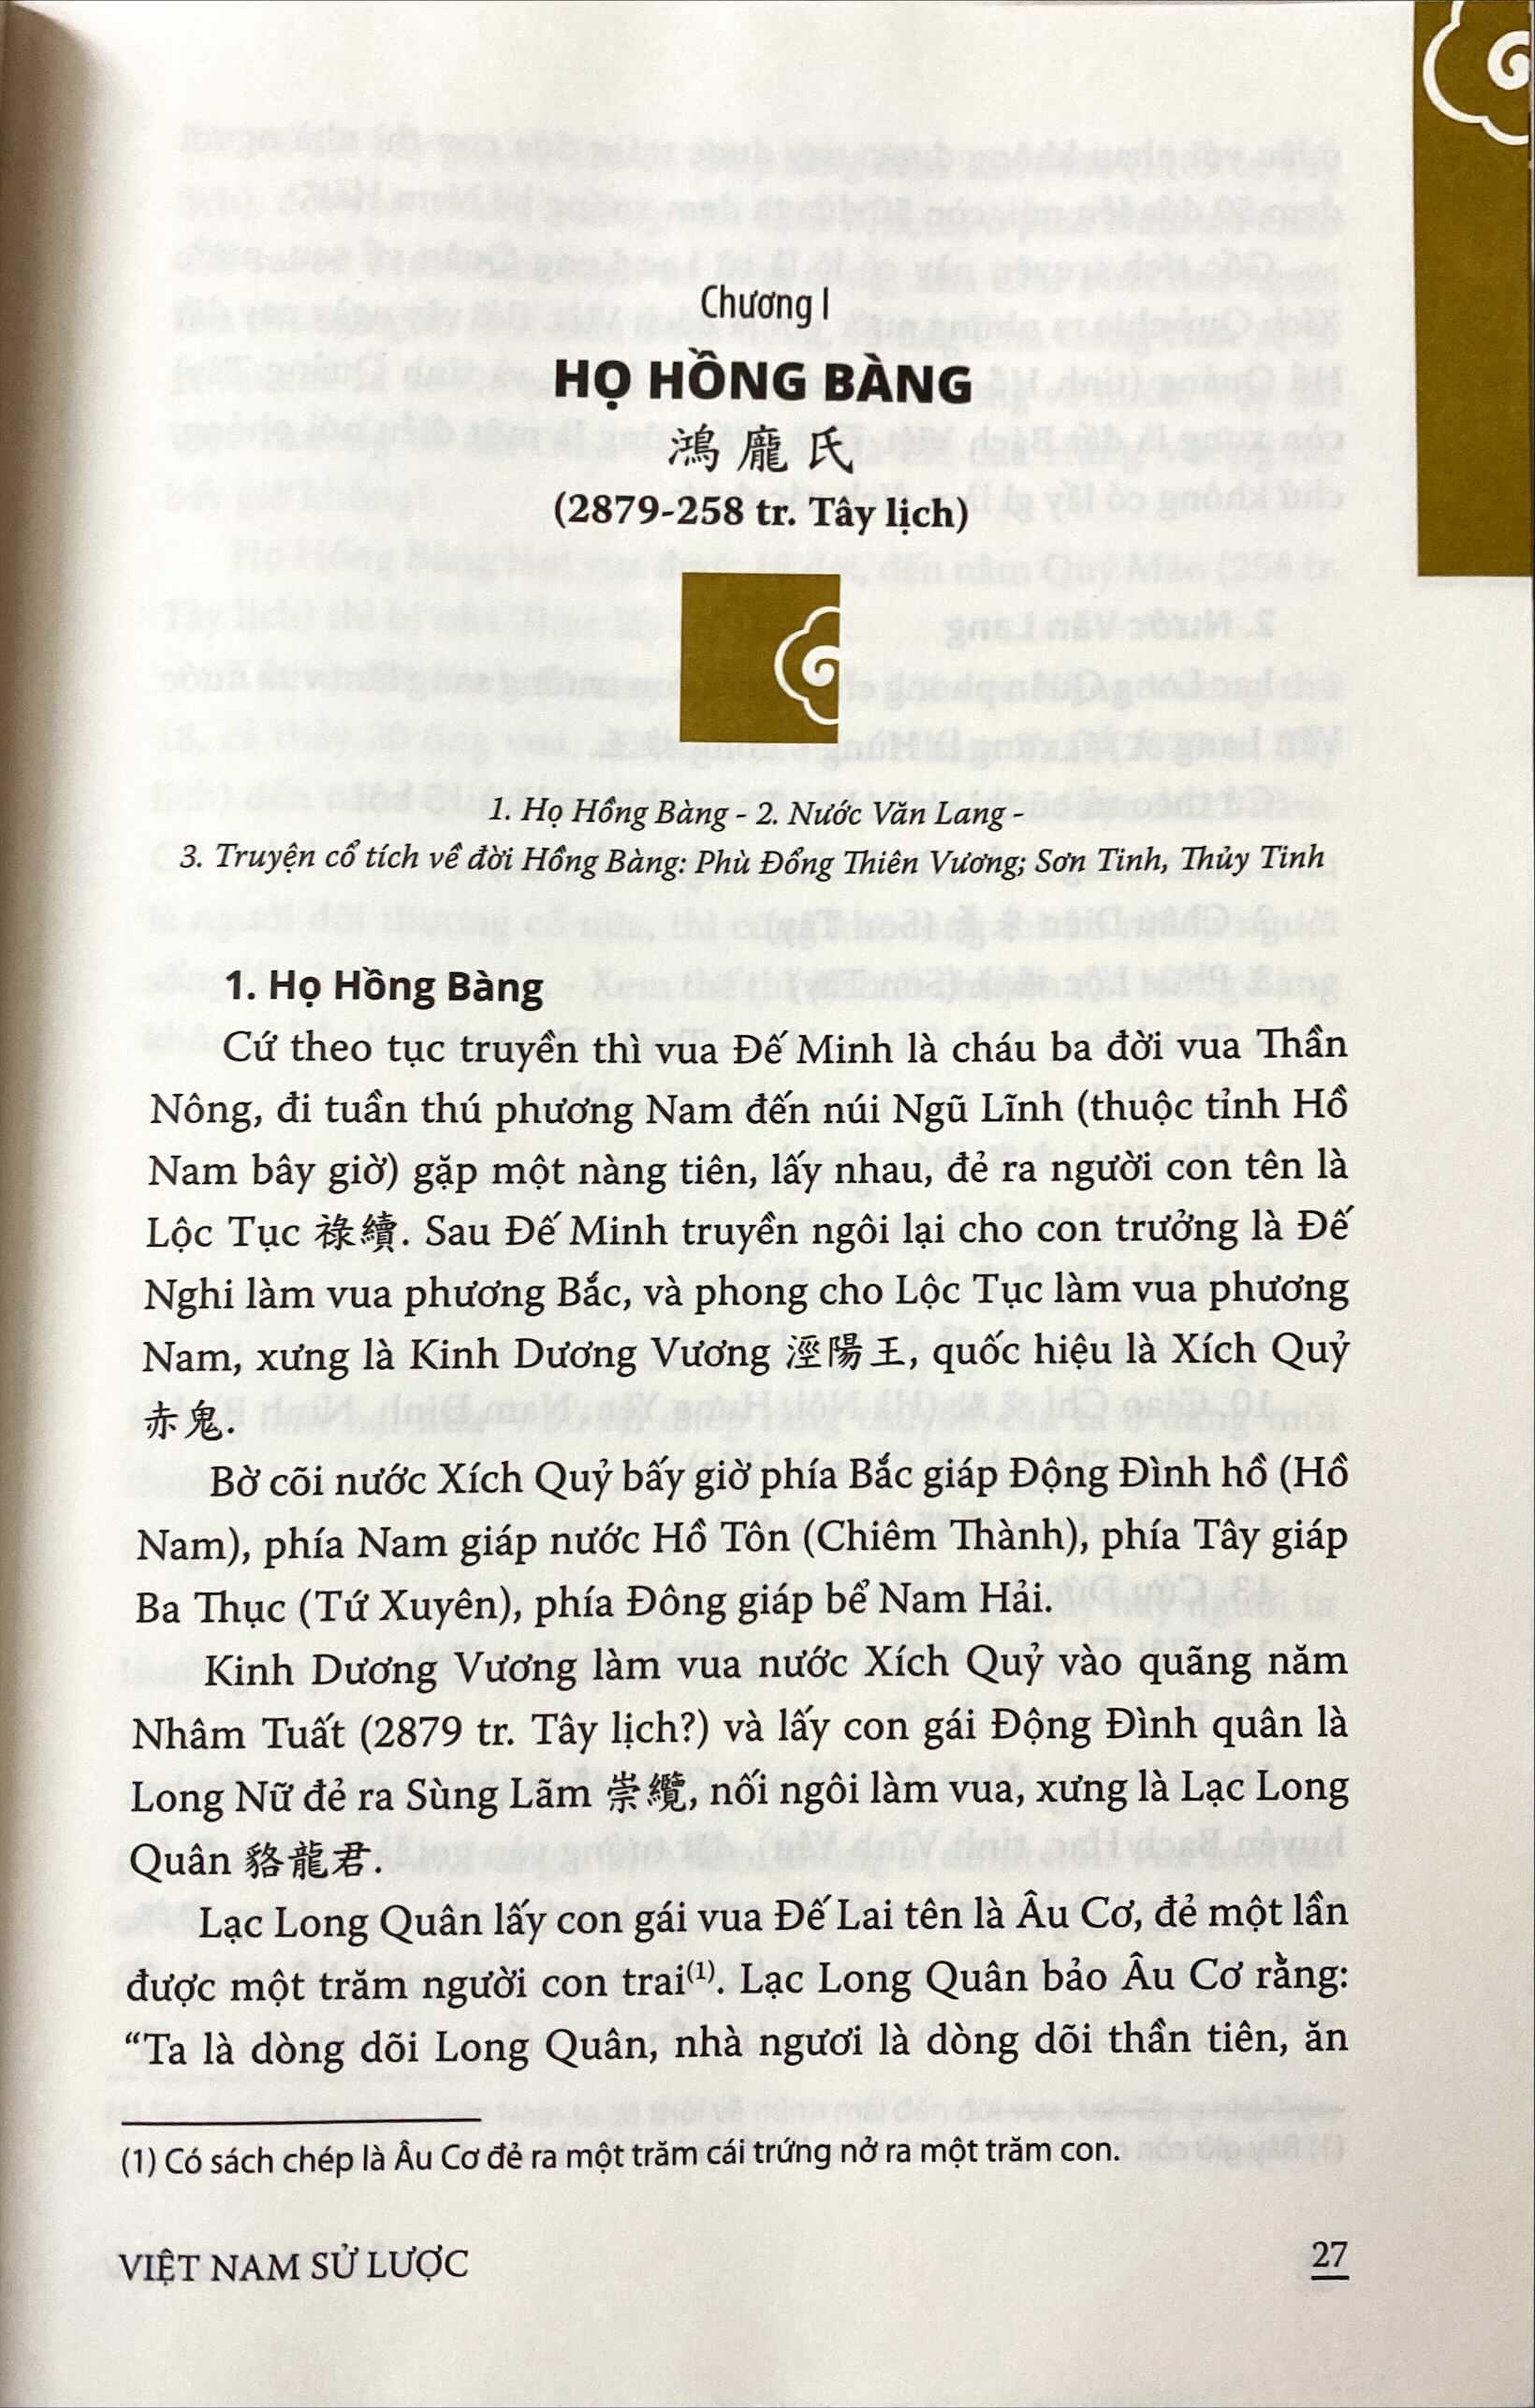 Chương I
HỌ HỒNG BÀNG
鴻龐氏
(2879-258 tr. Tây lịch)
1. Họ Hồng Bàng - 2. Nước Văn Lang -
3. Truyện cổ tích về đời Hồng Bàng: Phù Đổng Thiên Vương; Sơn Tinh, Thủy Tinh
1. Họ Hồng Bàng
Cứ theo tục truyền thì vua Đế Minh là cháu ba đời vua Thần
Nông, đi tuần thú phương Nam đến núi Ngũ Lĩnh (thuộc tỉnh Hồ
Nam bây giờ) gặp một nàng tiên, lấy nhau, đẻ ra người con tên là
Lộc Tục 祿續. Sau Đế Minh truyền ngôi lại cho con trưởng là Đế
Nghi làm vua phương Bắc, và phong cho Lộc Tục làm vua phương
Nam, xưng là Kinh Dương Vương 涇陽王, quốc hiệu là Xích Quỷ
赤鬼.
Bờ cõi nước Xích Quỷ bấy giờ phía Bắc giáp Động Đình hồ (Hồ
Nam), phía Nam giáp nước Hồ Tôn (Chiêm Thành), phía Tây giáp
Ba Thục (Tứ Xuyên), phía Đông giáp bể Nam Hải.
Kinh Dương Vương làm vua nước Xích Quỷ vào quãng năm
Nhâm Tuất (2879 tr. Tây lịch?) và lấy con gái Động Đình quân là
Long Nữ đẻ ra Sùng Lãm 崇纜, nối ngôi làm vua, xưng là Lạc Long
Quân 貉龍君.
Lạc Long Quân lấy con gái vua Đế Lai tên là Âu Cơ, đẻ một lần
được một trăm người con trai(1). Lạc Long Quân bảo Âu Cơ rằng:
“Ta là dòng dõi Long Quân, nhà ngươi là dòng dõi thần tiên, ăn
(1) Có sách chép là Âu Cơ đẻ ra một trăm cái trứng nở ra một trăm con.
VIỆT NAM SỬ LƯỢC
27